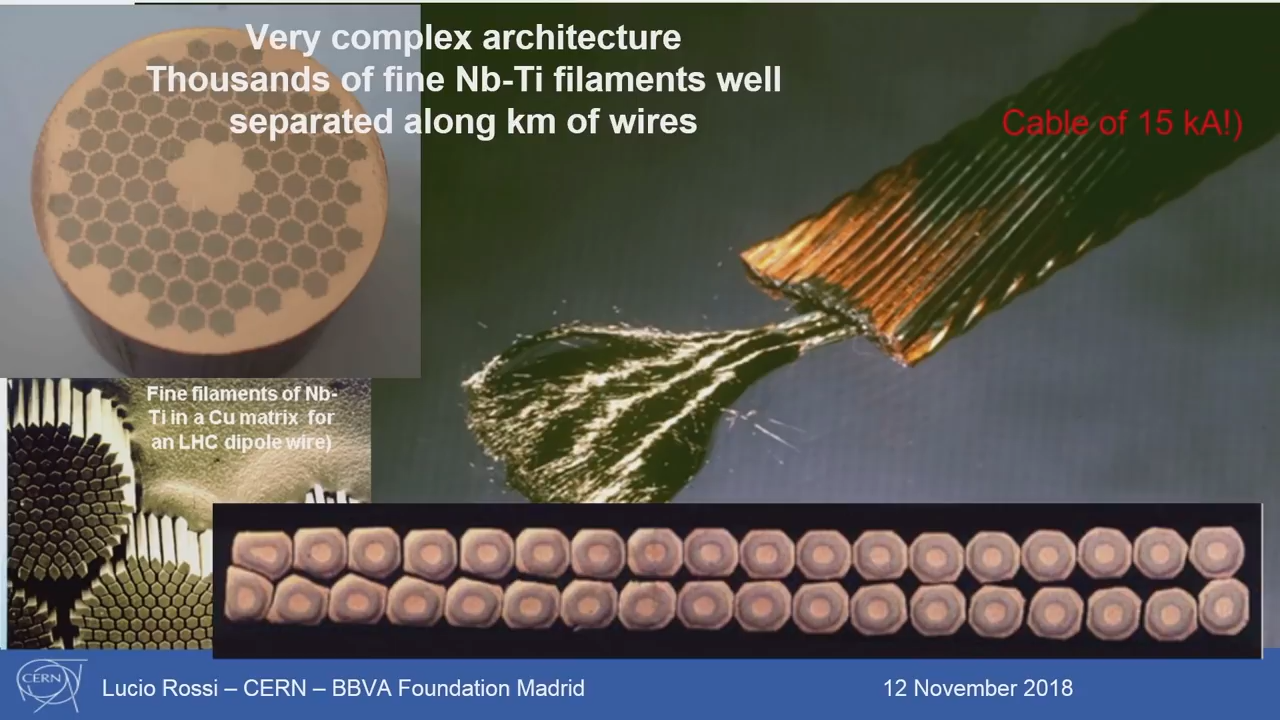 Very complex architecture
Thousands of fine Nb-Ti filaments well
separated along km of wires
Cable of 15 kA!)
Fine filaments of Nb-
Ti in a Cu matrix for
an LHC dipole wire)
CERN
Lucio Rossi – CERN – BBVA Foundation Madrid
12 November 2018